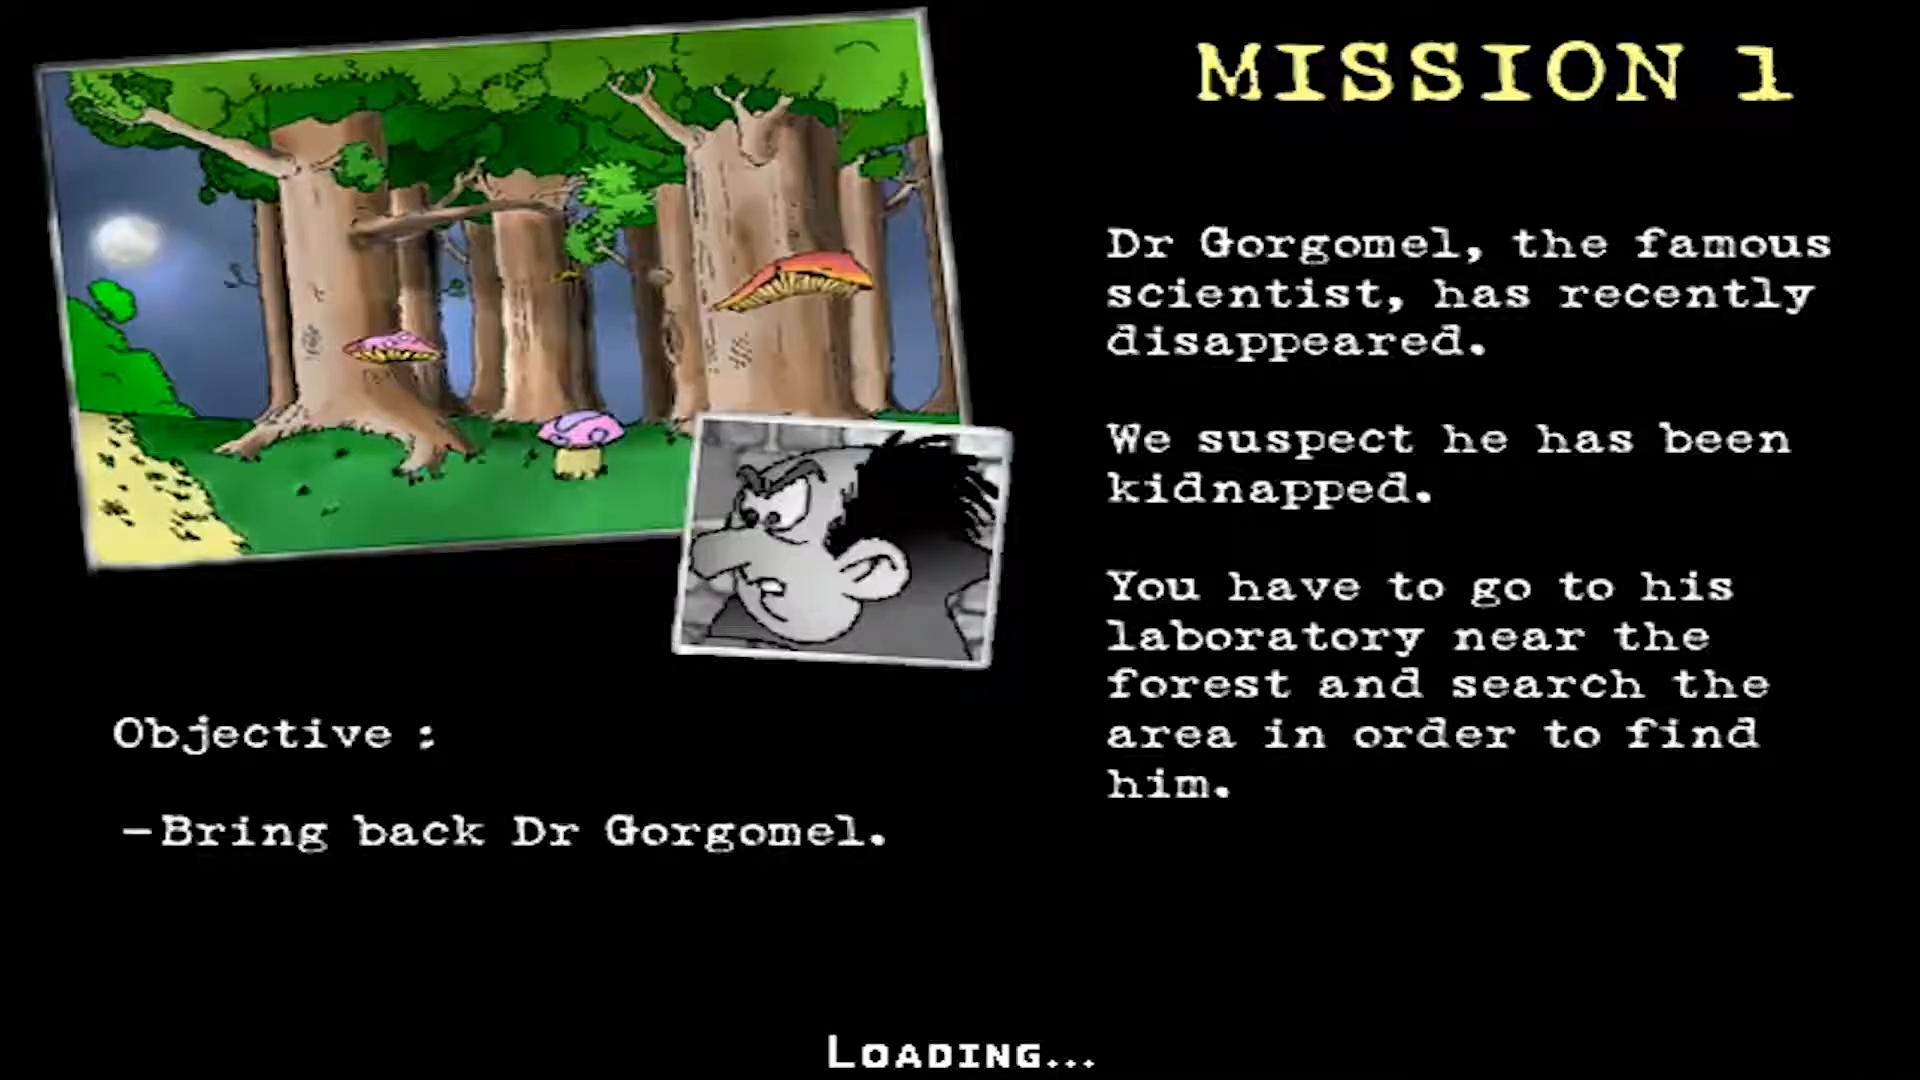 MISSION 1
Dr Gorgomel, the famous
scientist, has recently
disappeared.
We suspect he has been
kidnapped.
You have to go to his
laboratory near the
forest and search the
area in order to find
him.
Objective :
-Bring back Dr Gorgomel.
LOADING...